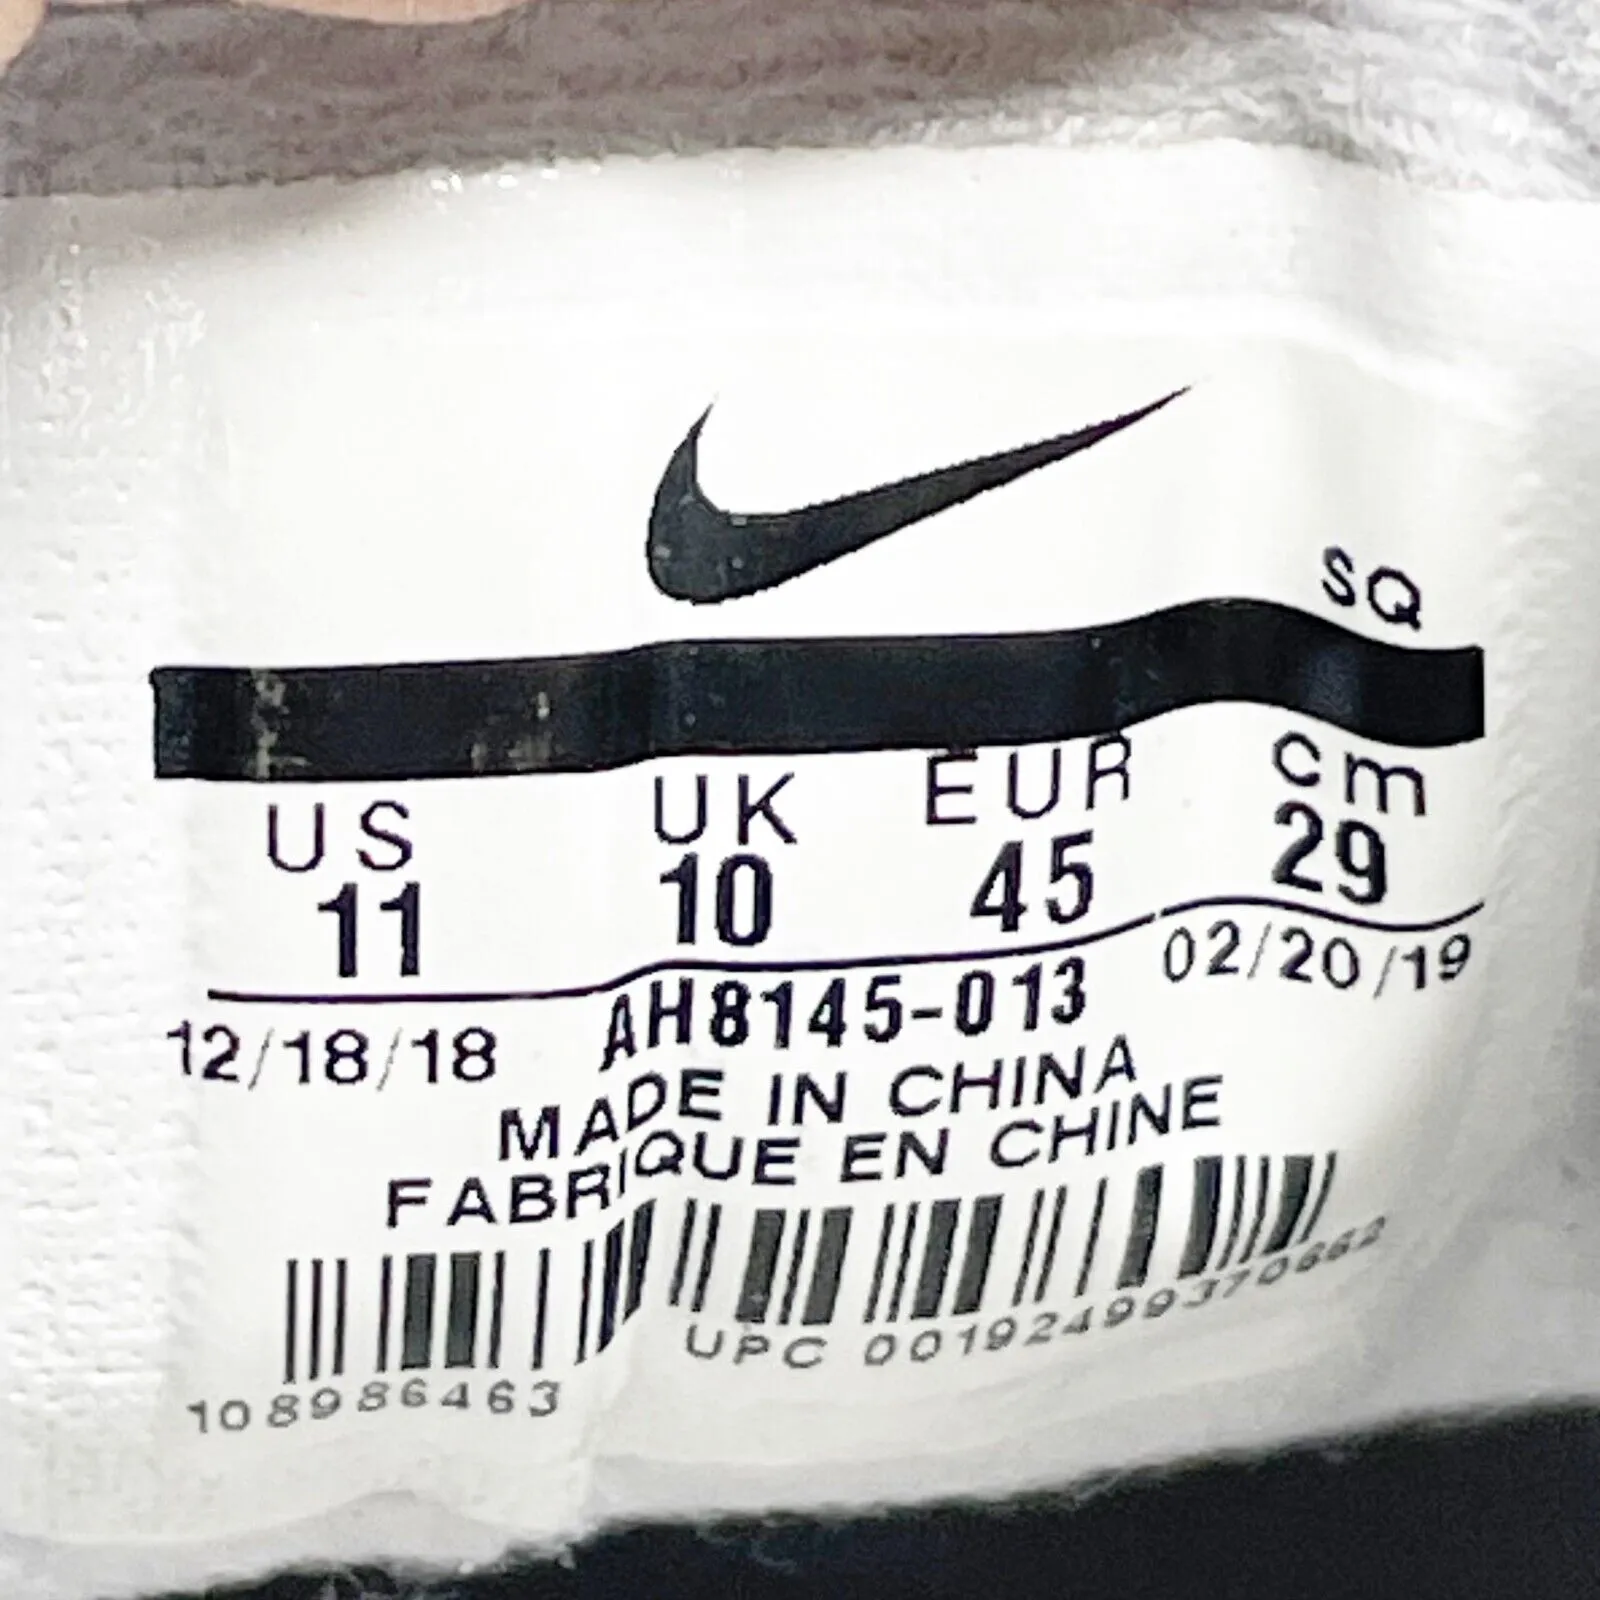 SQ
US UK EUR cm
11 10 45 29
12/18/18 AH8145-013 02/20/19
MADE IN CHINA
FABRIQUE EN CHINE
108986463 UPC 00192499370662